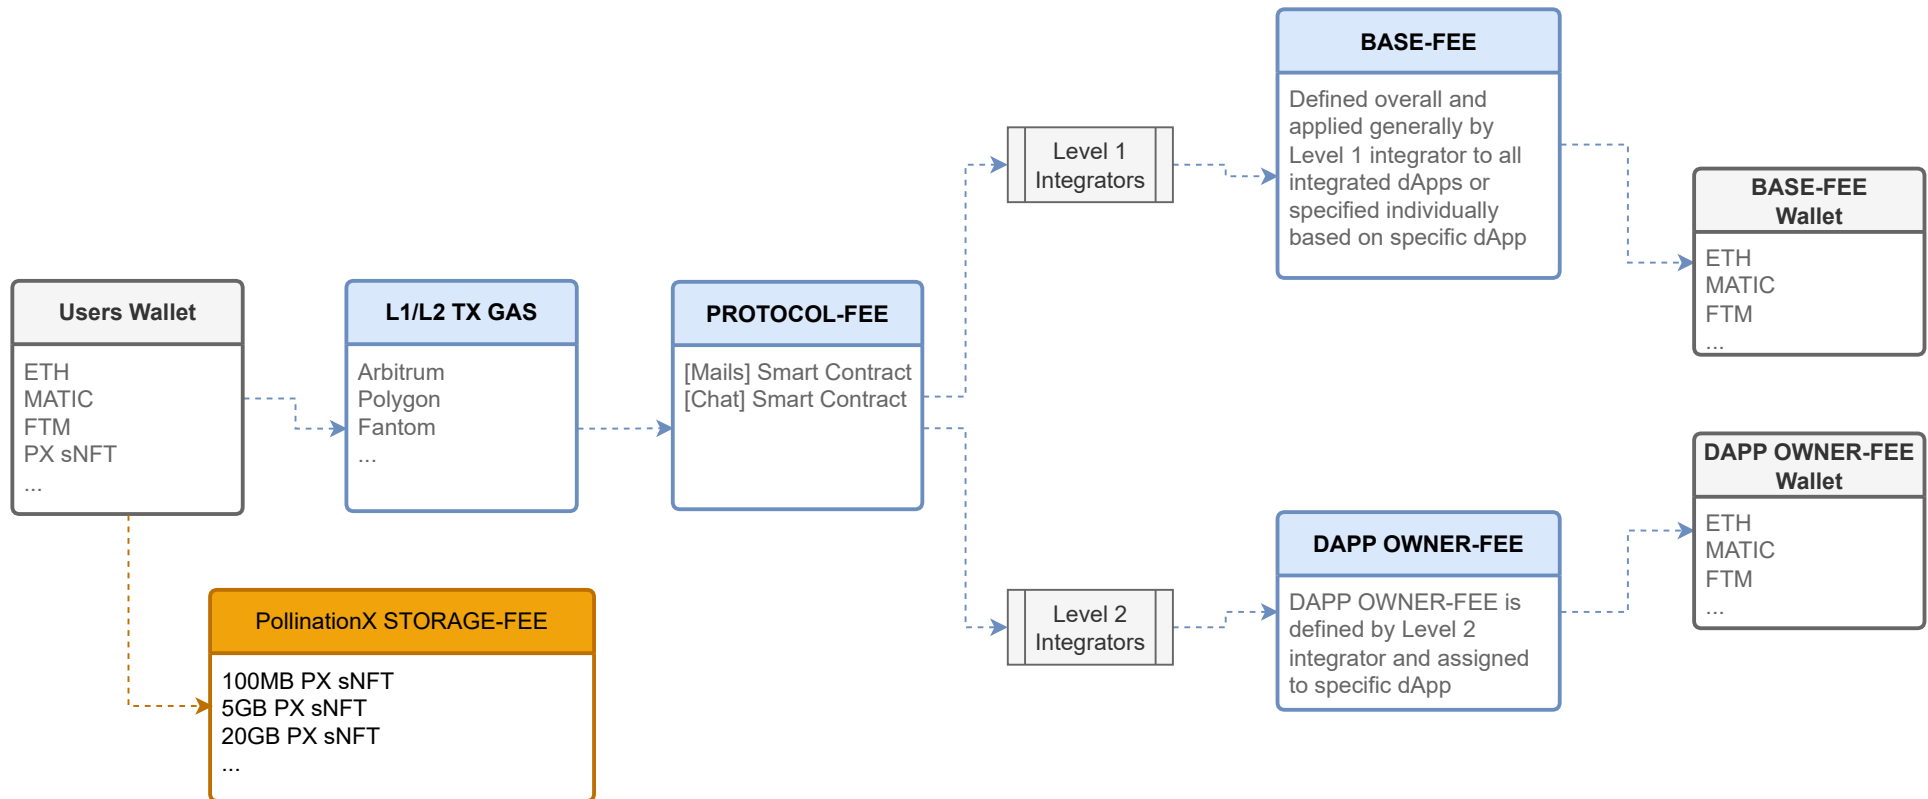 Users Wallet
ETH
MATIC
FTM
PX sNFT
...
L1/L2 TX GAS
Arbitrum
Polygon
Fantom
...
PROTOCOL-FEE
[Mails] Smart Contract
[Chat] Smart Contract
Level 1
Integrators
BASE-FEE
Defined overall and
applied generally by
Level 1 integrator to all
integrated dApps or
specified individually
based on specific dApp
BASE-FEE
Wallet
ETH
MATIC
FTM
...
Level 2
Integrators
DAPP OWNER-FEE
DAPP OWNER-FEE is
defined by Level 2
integrator and assigned
to specific dApp
DAPP OWNER-FEE
Wallet
ETH
MATIC
FTM
...
PollinationX STORAGE-FEE
100MB PX sNFT
5GB PX sNFT
20GB PX sNFT
...